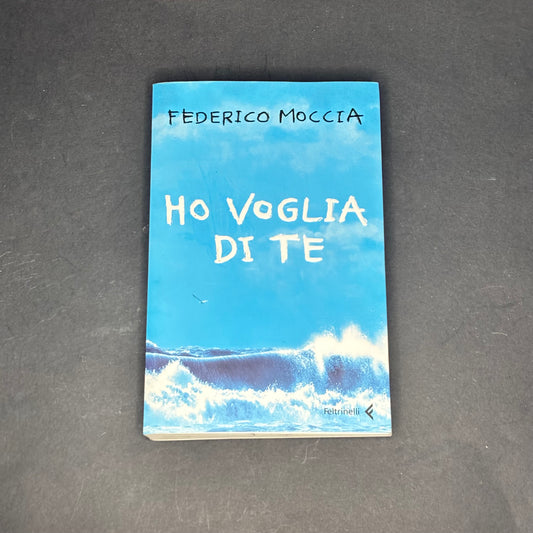 FEDERICO MOCCIA
HO VOGLIA
DI TE
Feltrinelli